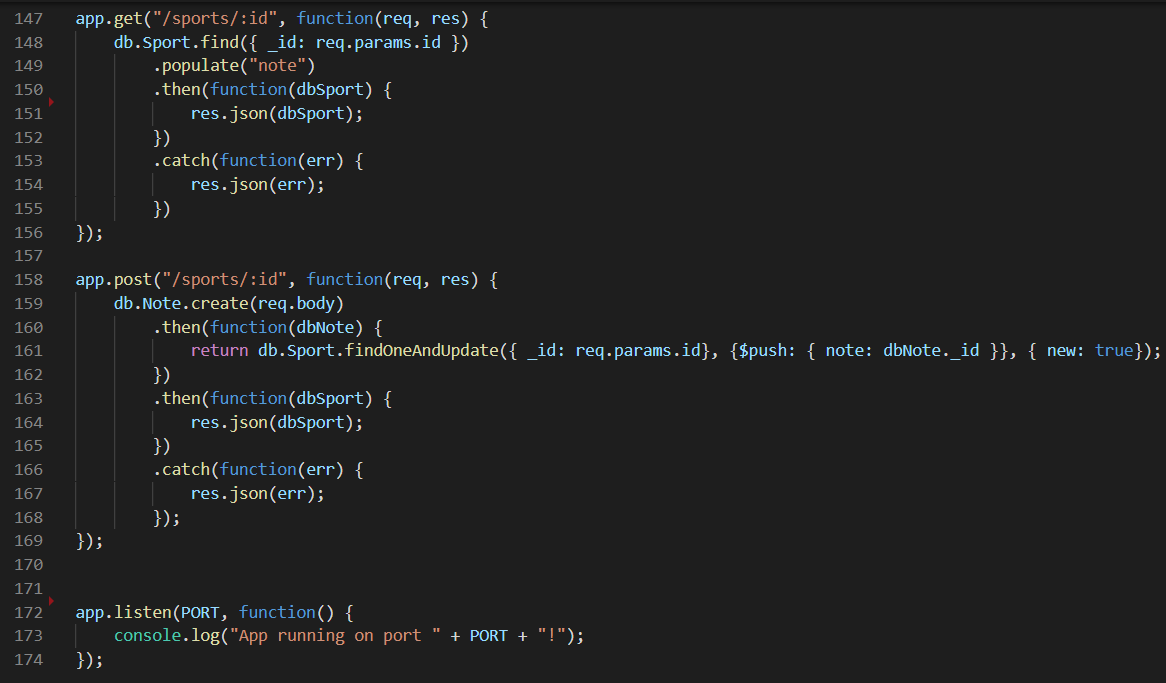 147 app.get("/sports/:id", function(req, res) {
148     db.Sport.find({ _id: req.params.id })
149         .populate("note")
150         .then(function(dbSport) {
151             res.json(dbSport);
152         })
153         .catch(function(err) {
154             res.json(err);
155         })
156 });
157
158 app.post("/sports/:id", function(req, res) {
159     db.Note.create(req.body)
160         .then(function(dbNote) {
161             return db.Sport.findOneAndUpdate({ _id: req.params.id}, {$push: { note: dbNote._id }}, { new: true});
162         })
163         .then(function(dbSport) {
164             res.json(dbSport);
165         })
166         .catch(function(err) {
167             res.json(err);
168         });
169 });
170
171
172 app.listen(PORT, function() {
173     console.log("App running on port " + PORT + "!");
174 });